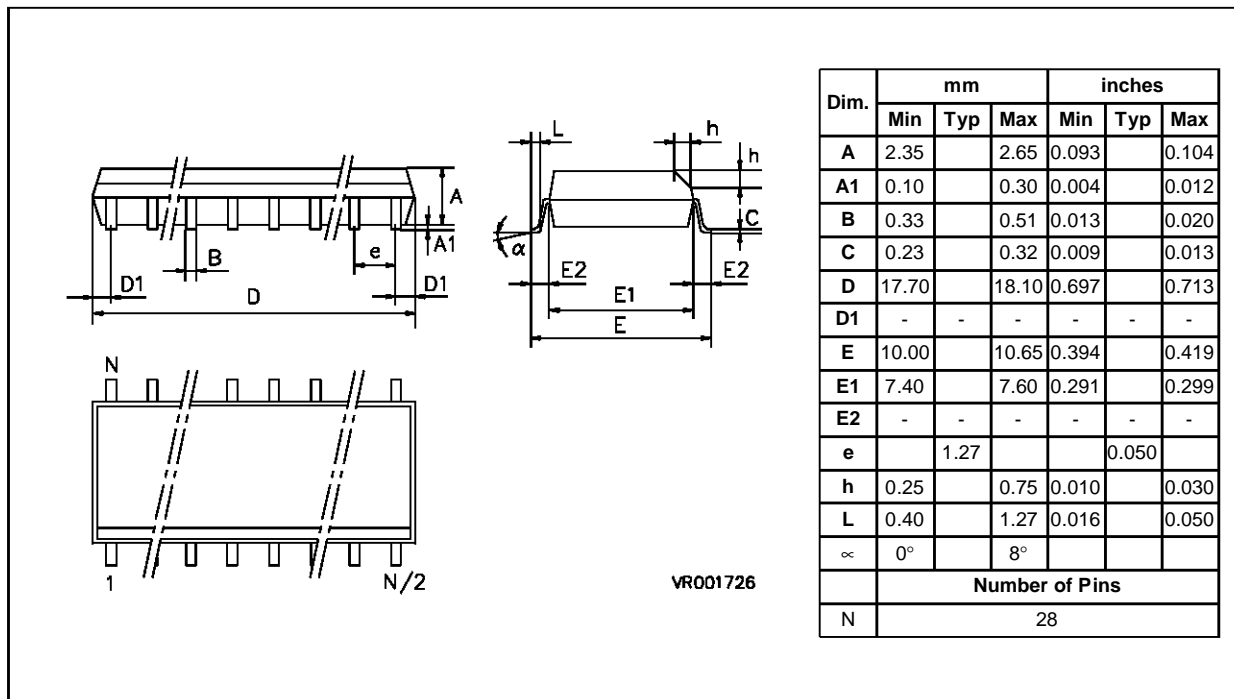 L
h
h
A
A1
C
α
B
e
D1
D1
D
E2
E2
E1
E
N
1
N/2
VR001726
Dim. mm inches
Min Typ Max Min Typ Max
A 2.35 2.65 0.093 0.104
A1 0.10 0.30 0.004 0.012
B 0.33 0.51 0.013 0.020
C 0.23 0.32 0.009 0.013
D 17.70 18.10 0.697 0.713
D1 - - - - - -
E 10.00 10.65 0.394 0.419
E1 7.40 7.60 0.291 0.299
E2 - - - - - -
e 1.27 0.050
h 0.25 0.75 0.010 0.030
L 0.40 1.27 0.016 0.050
∝ 0° 8°
Number of Pins
N 28